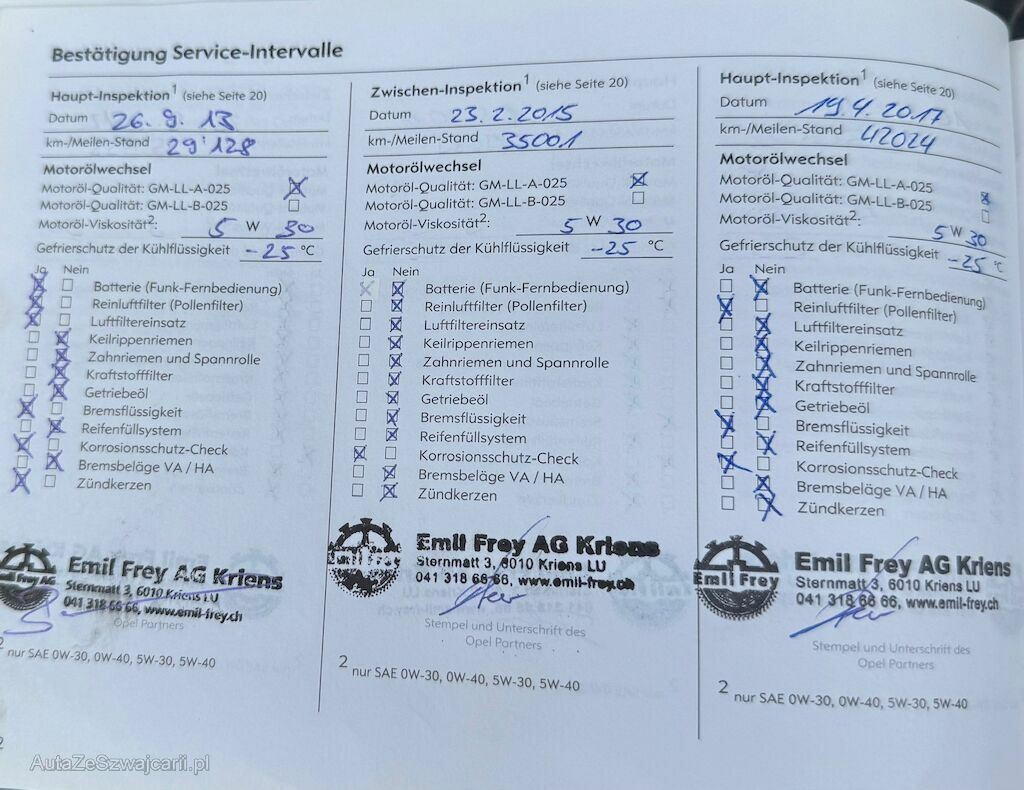 Bestätigung Service-Intervalle
Haupt-Inspektion1 (siehe Seite 20)
Datum 26. 9. 13
km-/Meilen-Stand 29'128
Motorölwechsel
Motoröl-Qualität: GM-LL-A-025
Motoröl-Qualität: GM-LL-B-025
Motoröl-Viskosität2: 5 W 30
Gefrierschutz der Kühlflüssigkeit -25 °C
Ja Nein
Batterie (Funk-Fernbedienung)
Reinluftfilter (Pollenfilter)
Luftfiltereinsatz
Keilrippenriemen
Zahnriemen und Spannrolle
Kraftstofffilter
Getriebeöl
Bremsflüssigkeit
Reifenfüllsystem
Korrosionsschutz-Check
Bremsbeläge VA / HA
Zündkerzen
Emil Frey AG
Emil Frey AG Kriens
Sternmatt 3, 6010 Kriens LU
041 318 66 66, www.emil-frey.ch
Opel Partners
2 nur SAE 0W-30, 0W-40, 5W-30, 5W-40
Zwischen-Inspektion1 (siehe Seite 20)
Datum 23. 2. 2015
km-/Meilen-Stand 35001
Motorölwechsel
Motoröl-Qualität: GM-LL-A-025
Motoröl-Qualität: GM-LL-B-025
Motoröl-Viskosität2: 5 W 30
Gefrierschutz der Kühlflüssigkeit -25 °C
Ja Nein
Batterie (Funk-Fernbedienung)
Reinluftfilter (Pollenfilter)
Luftfiltereinsatz
Keilrippenriemen
Zahnriemen und Spannrolle
Kraftstofffilter
Getriebeöl
Bremsflüssigkeit
Reifenfüllsystem
Korrosionsschutz-Check
Bremsbeläge VA / HA
Zündkerzen
Emil Frey AG Kriens
Sternmatt 3, 6010 Kriens LU
041 318 66 66, www.emil-frey.ch
Stempel und Unterschrift des
Opel Partners
2 nur SAE 0W-30, 0W-40, 5W-30, 5W-40
Haupt-Inspektion1 (siehe Seite 20)
Datum 19. 4. 2017
km-/Meilen-Stand 42024
Motorölwechsel
Motoröl-Qualität: GM-LL-A-025
Motoröl-Qualität: GM-LL-B-025
Motoröl-Viskosität2: 5 W 30
Gefrierschutz der Kühlflüssigkeit -25 °C
Ja Nein
Batterie (Funk-Fernbedienung)
Reinluftfilter (Pollenfilter)
Luftfiltereinsatz
Keilrippenriemen
Zahnriemen und Spannrolle
Kraftstofffilter
Getriebeöl
Bremsflüssigkeit
Reifenfüllsystem
Korrosionsschutz-Check
Bremsbeläge VA / HA
Zündkerzen
Emil Frey
Emil Frey AG Kriens
Sternmatt 3, 6010 Kriens LU
041 318 66 66, www.emil-frey.ch
Stempel und Unterschrift des
Opel Partners
2 nur SAE 0W-30, 0W-40, 5W-30, 5W-40
AutaZeSzwajcarii.pl